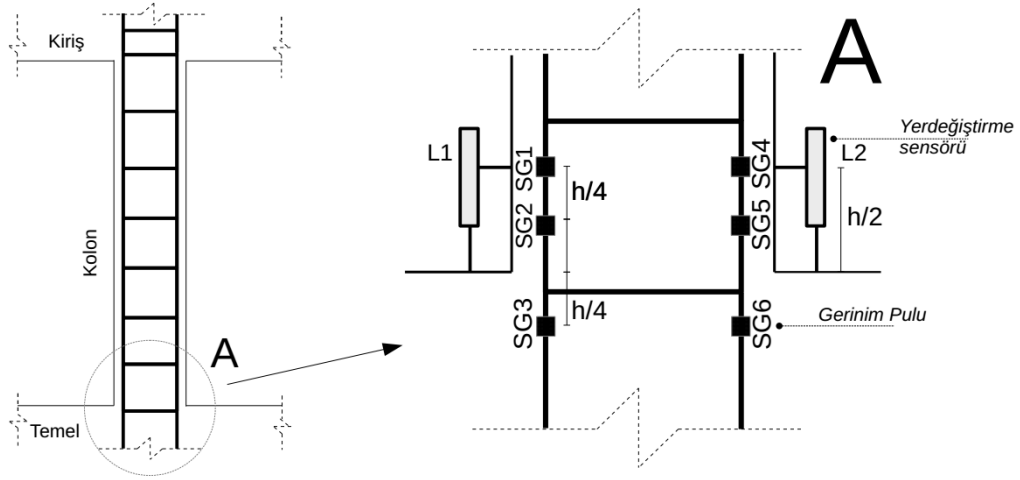 Kiriş
Kolon
A
Temel
A
L1
SG1
SG2
SG3
h/4
h/4
SG4
SG5
SG6
L2
h/2
Yerdeğiştirme
sensörü
Gerinim Pulu